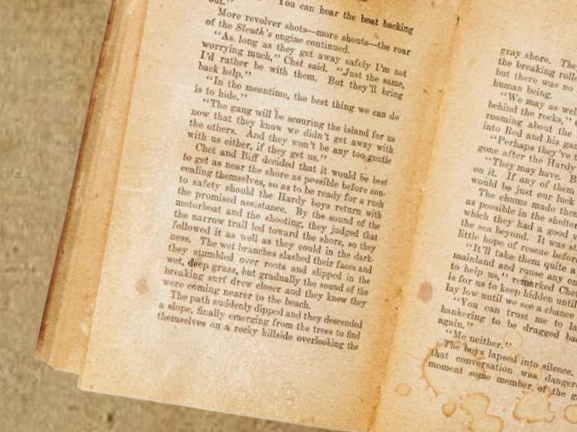 out." "You can hear the boat backing
More revolver shots—more shouts—the roar
of the Sleuth's engine continued.
"As long as they get away safely I'm not
worrying much," Chet said. "Just the same,
I'd rather be with them. But they'll bring
back help."
"In the meantime, the best thing we can do
is to hide."
"The gang will be scouring the island for us
now that they know we didn't get away with
the others. And they won't be any too gentle
with us either, if they get us."
Chet and Biff decided that it would be best
to get as near the shore as possible before con-
cealing themselves, so as to be ready for a rush
to safety should the Hardy boys return with
the promised assistance. By the sound of the
motorboat and the shooting, they judged that
the narrow trail led toward the shore, so they
followed it as well as they could in the dark-
ness. The wet branches slashed their faces and
they stumbled over roots and slipped in the
wet, deep grass, but gradually the sound of the
breaking surf drew closer and they knew they
were coming nearer to the beach.
The path suddenly dipped and they descended
a slope, finally emerging from the trees to find
themselves on a rocky hillside overlooking the
gray shore. The
the breaking rolle
but there was no
human being.
"We may as wel
behind the rocks,"
roaming about the
into Red and his gan
"Perhaps they've
gone after the Hardy
"They may have. B
on it. If any of them
would be just our luck
The chums made the
as possible in the shelter
which they had a good v
the sea beyond. It was s
little hope of rescue before
"It'll take them quite a
mainland and rouse any on
to help us," remarked Chet
is for us to keep hidden until
lay low until we see a chance
"You can trust me to la
hankering to be dragged ba
again."
"Me neither."
The boys lapsed into silence.
that conversation was danger
moment some member of the g